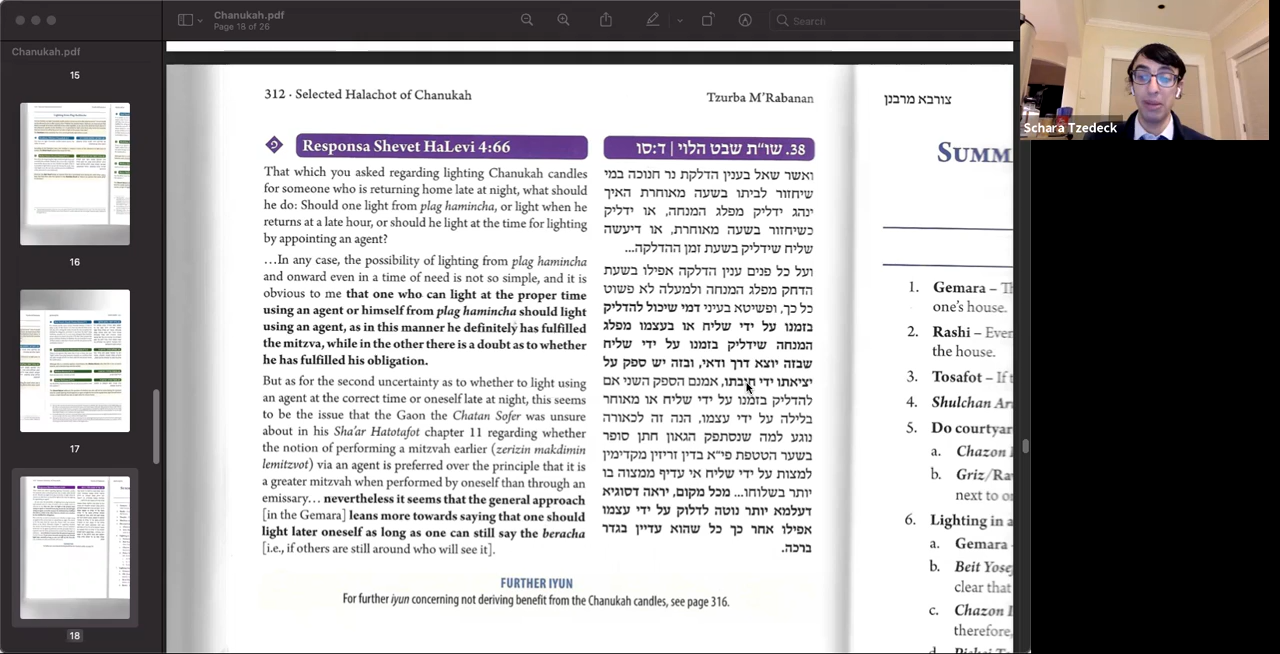 Chanukah.pdf
Page 18 of 26
Search
Chanukah.pdf
15
16
17
18
Schara Tzedeck
312 · Selected Halachot of Chanukah
Tzurba M'Rabanan
צורבא מרבנן
Responsa Shevet HaLevi 4:66
That which you asked regarding lighting Chanukah candles
for someone who is returning home late at night, what should
he do: Should one light from plag hamincha, or light when he
returns at a late hour, or should he light at the time for lighting
by appointing an agent?
…In any case, the possibility of lighting from plag hamincha
and onward even in a time of need is not so simple, and it is
obvious to me that one who can light at the proper time
using an agent or himself from plag hamincha should light
using an agent, as in this manner he definitely has fulfilled
the mitzva, while in the other there is a doubt as to whether
he has fulfilled his obligation.
But as for the second uncertainty as to whether to light using
an agent at the correct time or oneself late at night, this seems
to be the issue that the Gaon the Chatan Sofer was unsure
about in his Sha'ar Hatotafot chapter 11 regarding whether
the notion of performing a mitzvah earlier (zerizin makdimin
lemitzvot) via an agent is preferred over the principle that it is
a greater mitzvah when performed by oneself than through an
emissary… nevertheless it seems that the general approach
[in the Gemara] leans more towards saying that one should
light later oneself as long as one can still say the beracha
[i.e., if others are still around who will see it].
38. שו״ת שבט הלוי | ד:סו
ואשר שאל בענין הדלקת נר חנוכה במי
שיחזור לביתו בשעה מאוחרת האיך
ינהג ידליק מפלג המנחה, או ידליק
כשיחזור בשעה מאוחרת, או דיעשה
שליח שידליק בשעת זמן ההדלקה...
ועל כל פנים ענין הדלקה אפילו בשעת
הדחק מפלג המנחה ולמעלה לא פשוט
כל כך, ופשיטא בעיני דמי שיכול להדליק
בזמנו על ידי שליח או בעצמו מפלג
המנחה שידליק בזמנו על ידי שליח
שבזה יוצא דרך ודאי, ובזה יש ספק על
יציאתו ידי חיבתו, אמנם הספק השני אם
להדליק בזמנו על ידי שליח או מאוחר
בלילה על ידי עצמו, הנה זה לכאורה
נוגע למה שנסתפק הגאון חתן סופר
בשער הטטפת פי״א בדין זריזין מקדימין
למצות על ידי שליח אי עדיף ממצוה בו
יותר בשלוחו... מכל מקום, יראה דסוגיא
דעלמא יותר נוטה לדלוק על ידי עצמו
אפילו אחר כך כל שהוא עדיין בגדר
ברכה.
FURTHER IYUN
For further iyun concerning not deriving benefit from the Chanukah candles, see page 316.
SUMM
1. Gemara – Th
one's house.
2. Rashi – Even
the house.
3. Tosafot – If t
4. Shulchan Aru
5. Do courtyar
a. Chazon I
b. Griz/Ra
next to o
6. Lighting in a
a. Gemara
b. Beit Yose
clear that
c. Chazon I
therefore,